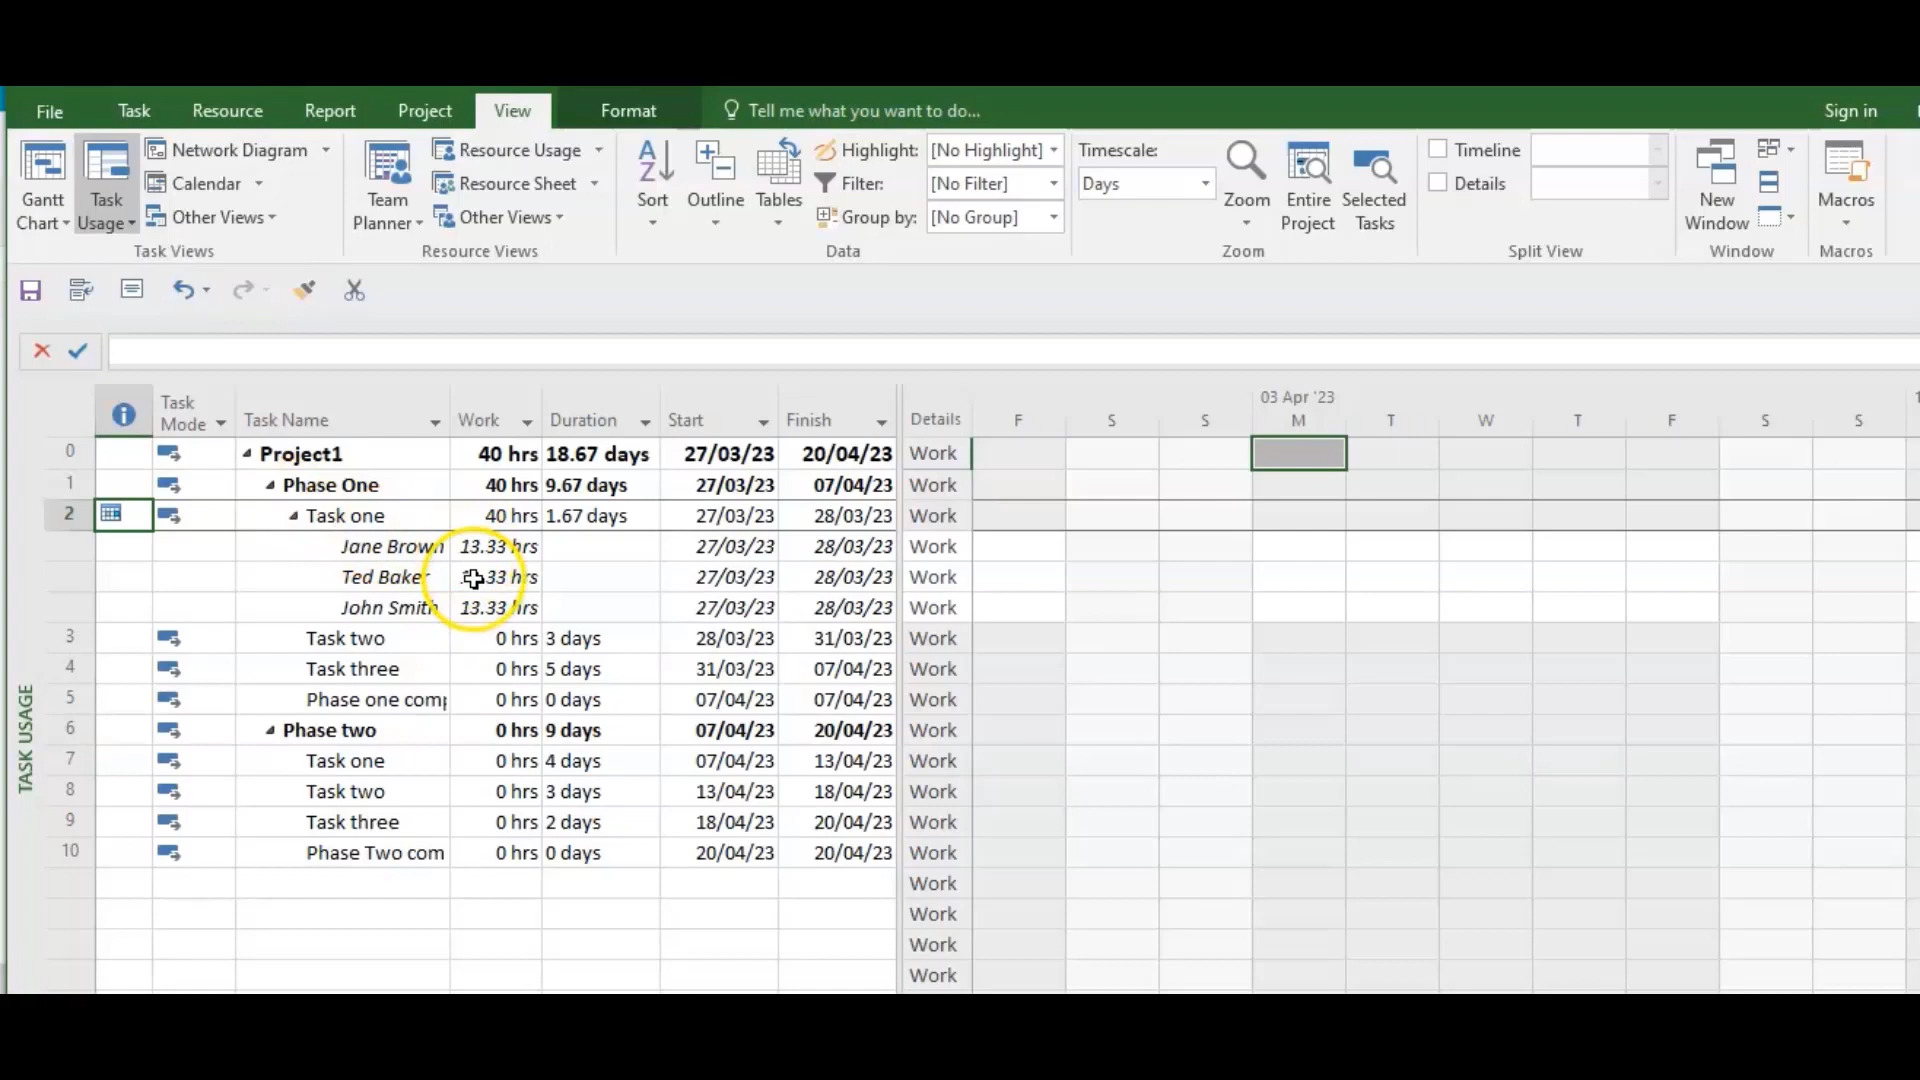 File Task Resource Report Project View Format Tell me what you want to do... Sign in
Gantt Chart
Task Usage
Network Diagram
Calendar
Other Views
Task Views
Team Planner
Resource Usage
Resource Sheet
Other Views
Resource Views
Sort
Outline
Tables
Highlight: [No Highlight]
Filter: [No Filter]
Group by: [No Group]
Data
Timescale:
Days
Zoom
Entire Project
Selected Tasks
Zoom
Timeline
Details
Split View
New Window
Window
Macros
Macros
TASK USAGE
Task Mode Task Name Work Duration Start Finish Details
03 Apr '23
F S S M T W T F S S
0 Project1 40 hrs 18.67 days 27/03/23 20/04/23 Work
1 Phase One 40 hrs 9.67 days 27/03/23 07/04/23 Work
2 Task one 40 hrs 1.67 days 27/03/23 28/03/23 Work
Jane Brown 13.33 hrs 27/03/23 28/03/23 Work
Ted Baker .33 hrs 27/03/23 28/03/23 Work
John Smith 13.33 hrs 27/03/23 28/03/23 Work
3 Task two 0 hrs 3 days 28/03/23 31/03/23 Work
4 Task three 0 hrs 5 days 31/03/23 07/04/23 Work
5 Phase one comp 0 hrs 0 days 07/04/23 07/04/23 Work
6 Phase two 0 hrs 9 days 07/04/23 20/04/23 Work
7 Task one 0 hrs 4 days 07/04/23 13/04/23 Work
8 Task two 0 hrs 3 days 13/04/23 18/04/23 Work
9 Task three 0 hrs 2 days 18/04/23 20/04/23 Work
10 Phase Two com 0 hrs 0 days 20/04/23 20/04/23 Work
Work
Work
Work
Work